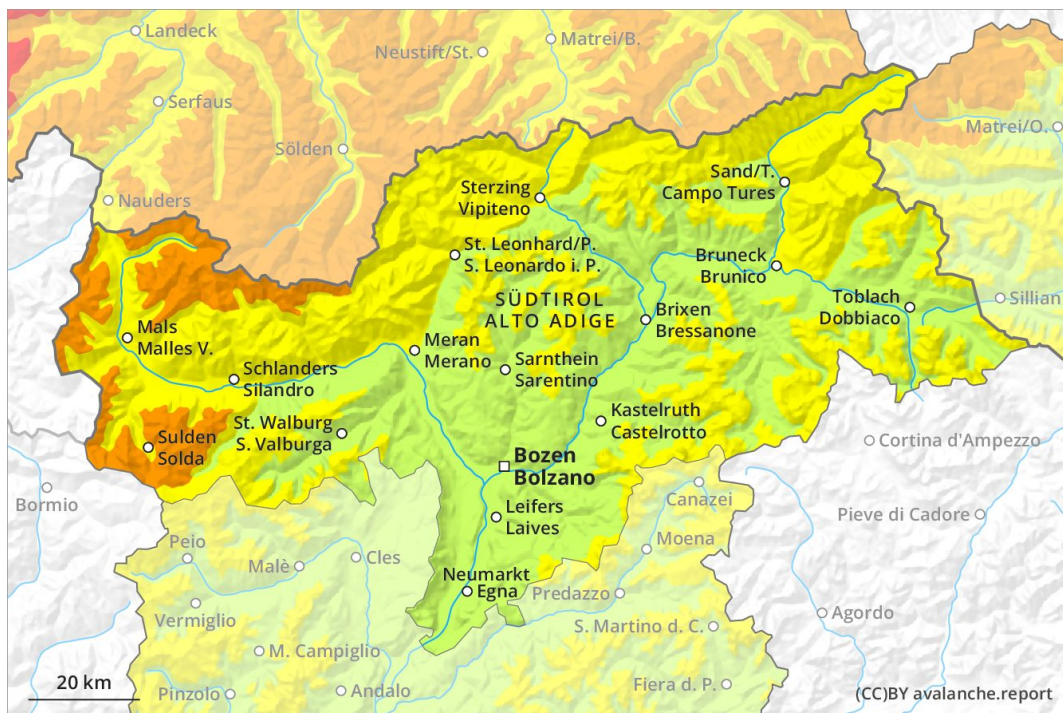 Landeck
Neustift/St.
Matrei/B.
Serfaus
Sölden
Matrei/O.
Nauders
Sand/T.
Campo Tures
Sterzing
Vipiteno
St. Leonhard/P.
S. Leonardo i. P.
Bruneck
Brunico
SÜDTIROL
ALTO ADIGE
Toblach
Dobbiaco
Sillian
Brixen
Bressanone
Mals
Malles V.
Meran
Merano
Sarnthein
Sarentino
Schlanders
Silandro
St. Walburg
S. Valburga
Kastelruth
Castelrotto
Sulden
Solda
Bozen
Bolzano
Cortina d'Ampezzo
Bormio
Canazei
Leifers
Laives
Pieve di Cadore
Moena
Peio
Malè
Cles
Neumarkt
Egna
Predazzo
Vermiglio
Agordo
S. Martino d. C.
M. Campiglio
20 km
Pinzolo
Andalo
Fiera d. P.
(CC)BY avalanche.report